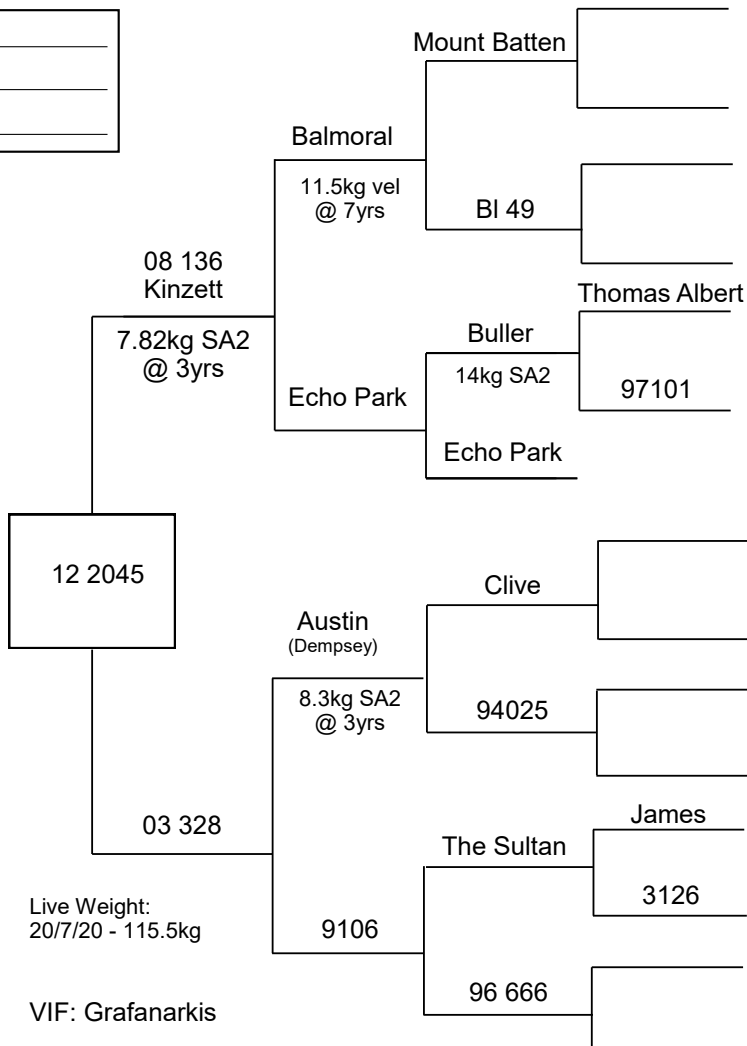 Mount Batten
Balmoral
11.5kg vel
@ 7yrs
BI 49
08 136
Kinzett
7.82kg SA2
@ 3yrs
Thomas Albert
Buller
14kg SA2
97101
Echo Park
Echo Park
12 2045
Clive
Austin
(Dempsey)
8.3kg SA2
@ 3yrs
94025
03 328
James
The Sultan
3126
9106
96 666
Live Weight:
20/7/20 - 115.5kg
VIF: Grafanarkis